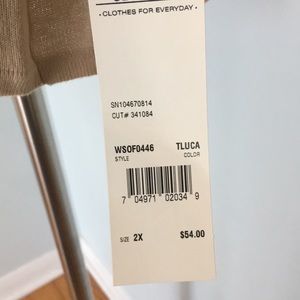 · CLOTHES FOR EVERYDAY ·
SN104670814
CUT# 341084
WSOF0446 TLUCA
STYLE COLOR
7 04971 02034 9
SIZE 2X $54.00